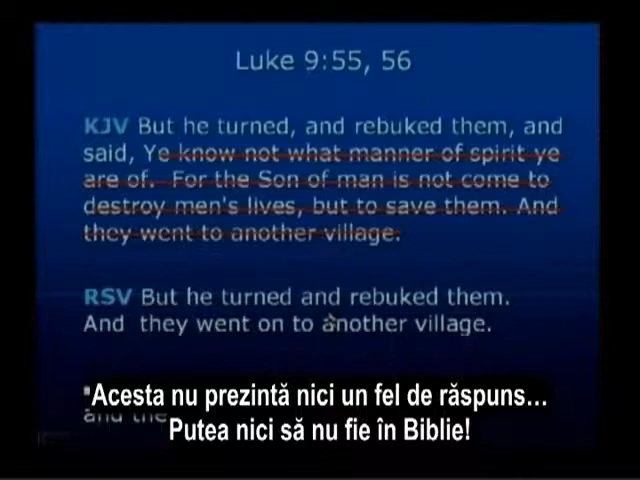 Luke 9:55, 56
KJV But he turned, and rebuked them, and
said, Ye know not what manner of spirit ye
are of. For the Son of man is not come to
destroy men's lives, but to save them. And
they went to another village.
RSV But he turned and rebuked them.
And they went on to another village.
"Acesta nu prezintă nici un fel de răspuns...
and the
Putea nici să nu fie în Biblie!